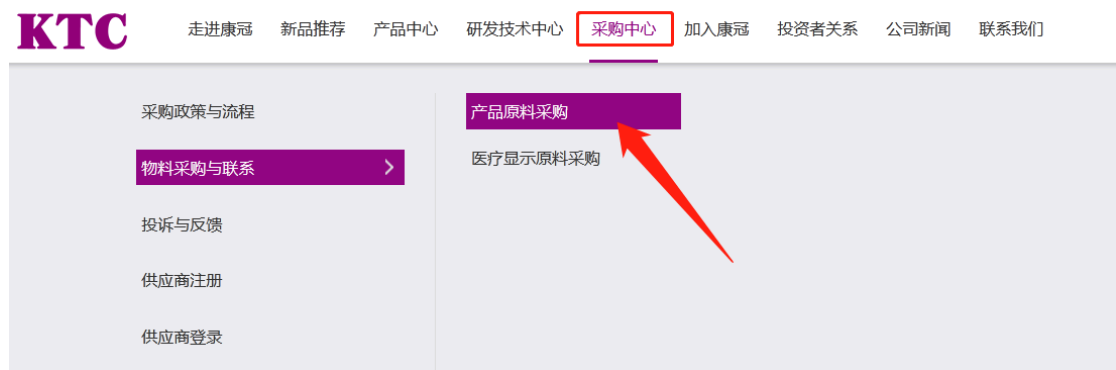 KTC 走进康冠 新品推荐 产品中心 研发技术中心 采购中心 加入康冠 投资者关系 公司新闻 联系我们
采购政策与流程 产品原料采购
物料采购与联系 医疗显示原料采购
投诉与反馈
供应商注册
供应商登录